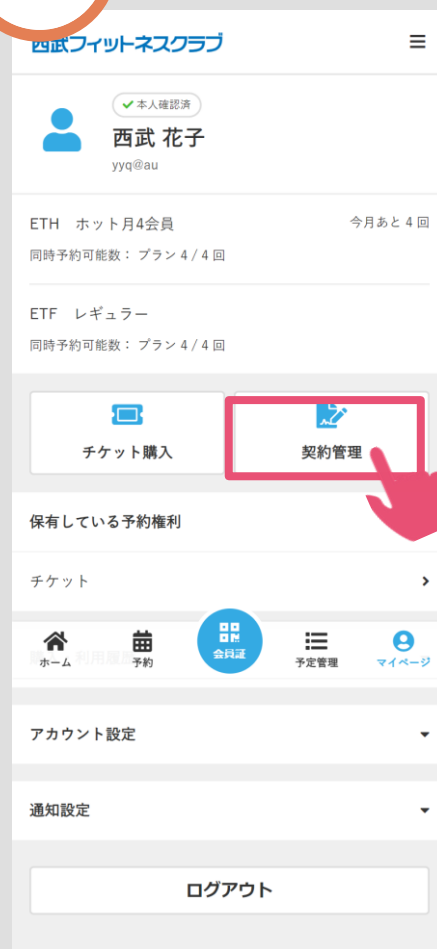 西武フィットネスクラブ
本人確認済
西武 花子
yyq@au
ETH ホット月4会員 今月あと 4 回
同時予約可能数： プラン 4 / 4 回
ETF レギュラー
同時予約可能数： プラン 4 / 4 回
チケット購入 契約管理
保有している予約権利
チケット
利用履
ホーム 予約 会員証 予定管理 マイページ
アカウント設定
通知設定
ログアウト